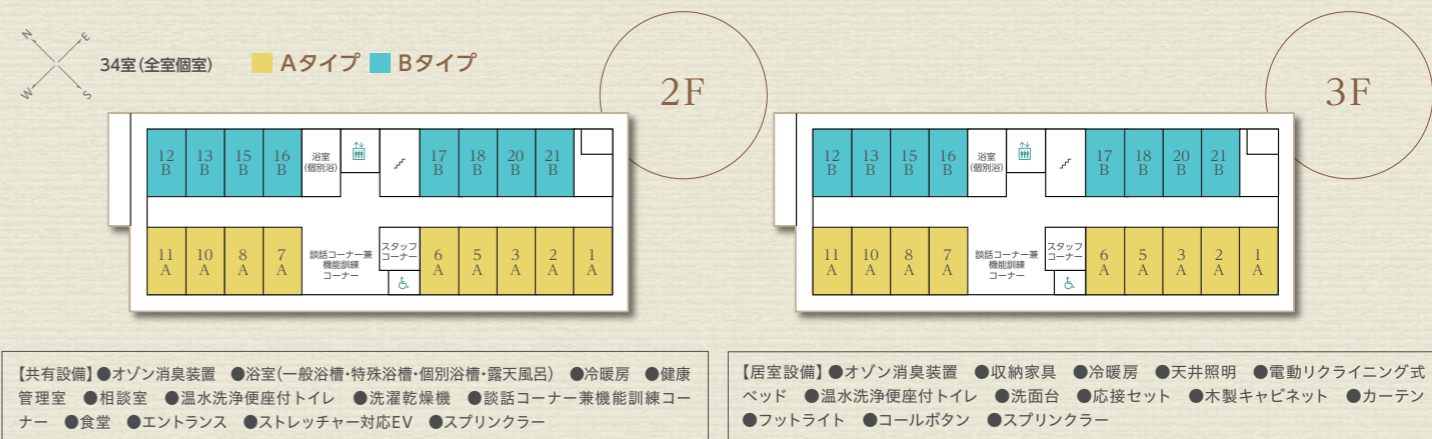 N
E
W
S
34室(全室個室)
Aタイプ
Bタイプ
2F
12 13 15 16 浴室 17 18 20 21
B B B B (個別浴) B B B B
11 10 8 7 談話コーナー兼 スタッフ 6 5 3 2 1
A A A A 機能訓練 コーナー A A A A A
コーナー
3F
12 13 15 16 浴室 17 18 20 21
B B B B (個別浴) B B B B
11 10 8 7 談話コーナー兼 スタッフ 6 5 3 2 1
A A A A 機能訓練 コーナー A A A A A
コーナー
【共有設備】●オゾン消臭装置 ●浴室(一般浴槽・特殊浴槽・個別浴槽・露天風呂) ●冷暖房 ●健康
管理室 ●相談室 ●温水洗浄便座付トイレ ●洗濯乾燥機 ●談話コーナー兼機能訓練コー
ナー ●食堂 ●エントランス ●ストレッチャー対応EV ●スプリンクラー
【居室設備】●オゾン消臭装置 ●収納家具 ●冷暖房 ●天井照明 ●電動リクライニング式
ベッド ●温水洗浄便座付トイレ ●洗面台 ●応接セット ●木製キャビネット ●カーテン
●フットライト ●コールボタン ●スプリンクラー